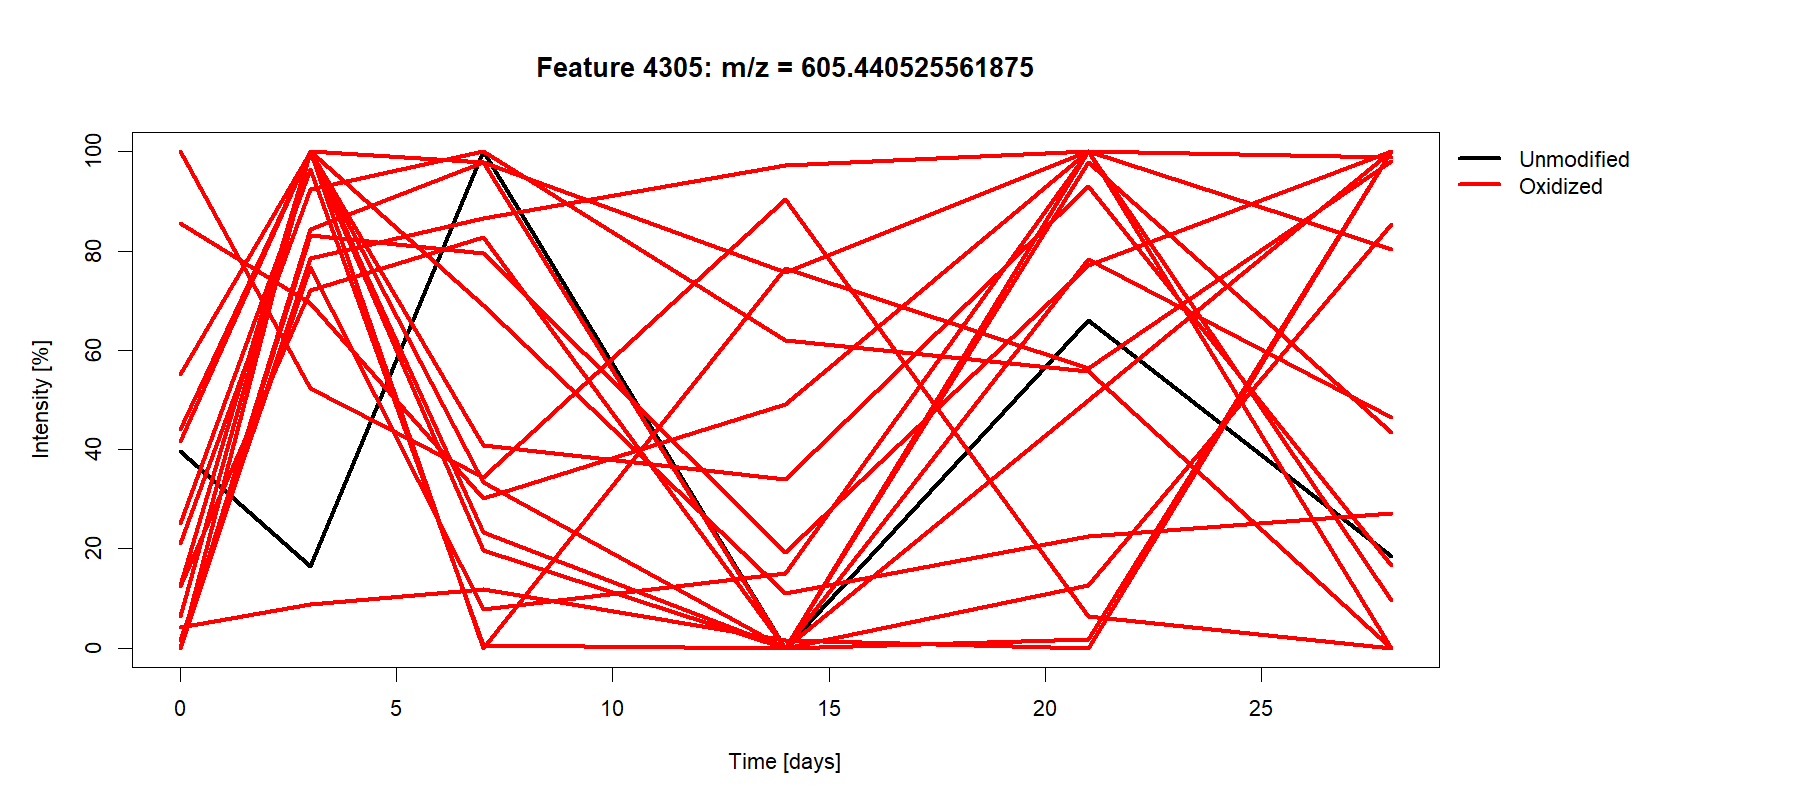 Feature 4305: m/z = 605.440525561875
Unmodified
Oxidized
Intensity [%]
100
80
60
40
20
0
0 5 10 15 20 25
Time [days]